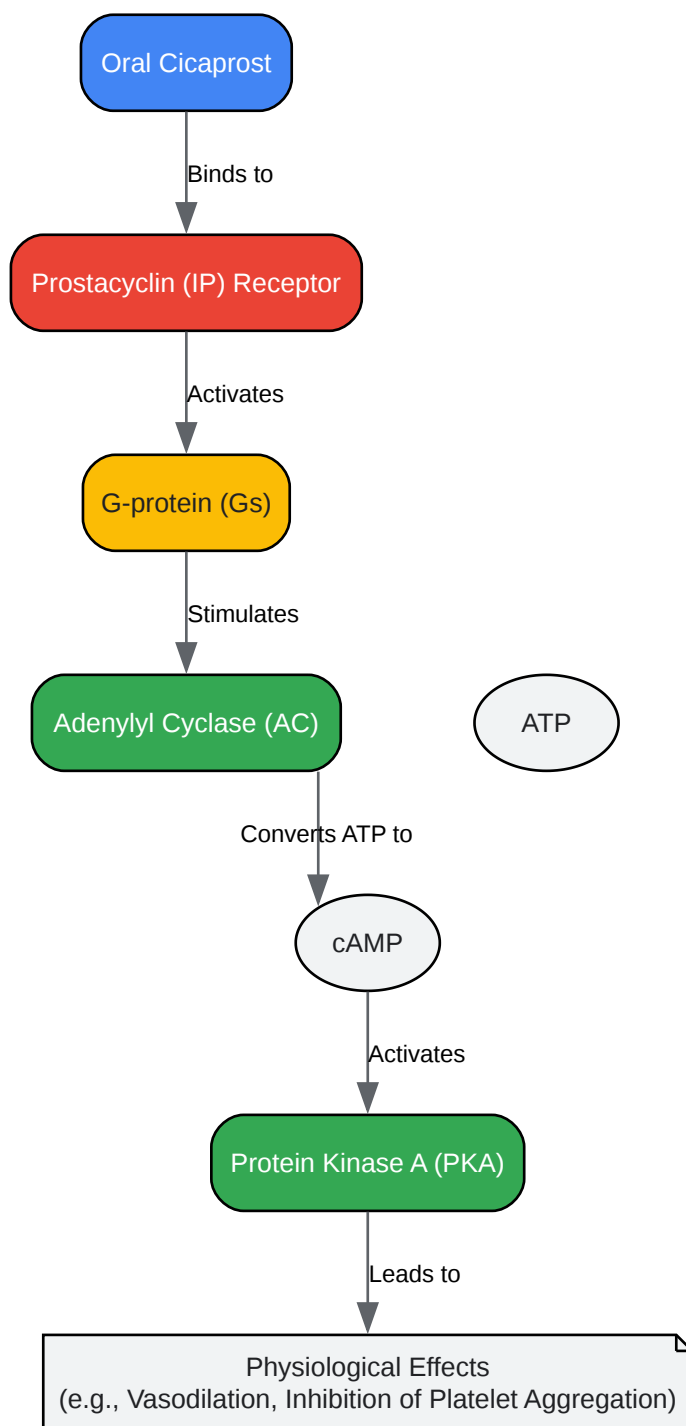 Oral Cicaprost
Binds to
Prostacyclin (IP) Receptor
Activates
G-protein (Gs)
Stimulates
Adenylyl Cyclase (AC)
ATP
Converts ATP to
cAMP
Activates
Protein Kinase A (PKA)
Leads to
Physiological Effects
(e.g., Vasodilation, Inhibition of Platelet Aggregation)